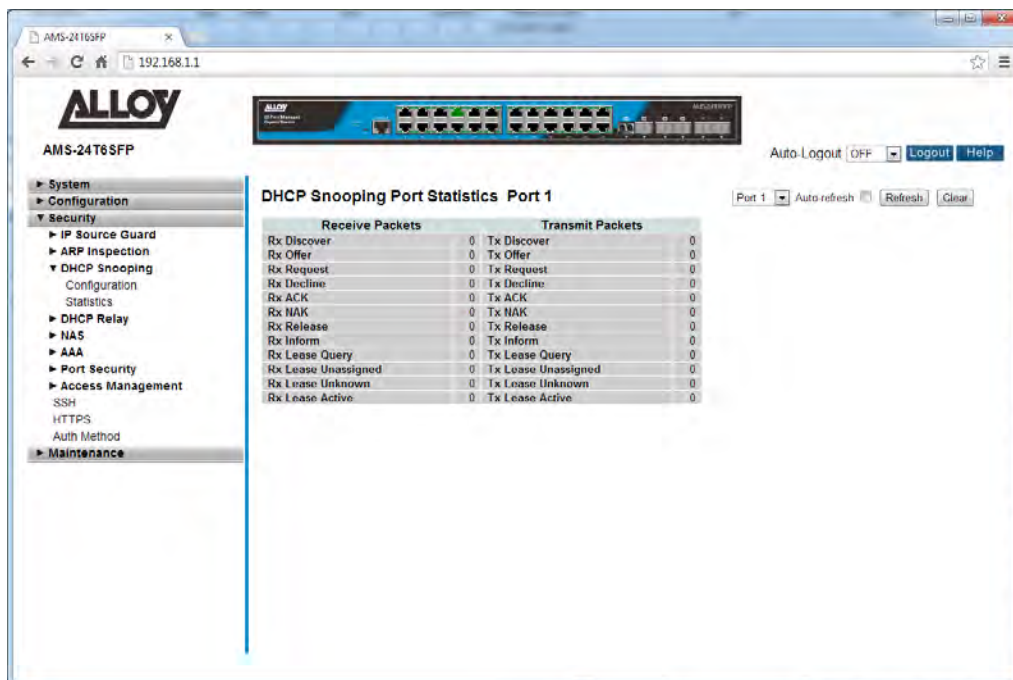 AMS-24T6SFP
192.168.1.1
ALLOY
ALLOY
AMS-24T6SFP
Auto-Logout OFF Logout Help
System
Configuration
Security
IP Source Guard
ARP Inspection
DHCP Snooping
Configuration
Statistics
DHCP Relay
NAS
AAA
Port Security
Access Management
SSH
HTTPS
Auth Method
Maintenance
DHCP Snooping Port Statistics Port 1
Port 1 Auto-refresh Refresh Clear
Receive Packets Transmit Packets
Rx Discover 0 Tx Discover 0
Rx Offer 0 Tx Offer 0
Rx Request 0 Tx Request 0
Rx Decline 0 Tx Decline 0
Rx ACK 0 Tx ACK 0
Rx NAK 0 Tx NAK 0
Rx Release 0 Tx Release 0
Rx Inform 0 Tx Inform 0
Rx Lease Query 0 Tx Lease Query 0
Rx Lease Unassigned 0 Tx Lease Unassigned 0
Rx Lease Unknown 0 Tx Lease Unknown 0
Rx Lease Active 0 Tx Lease Active 0